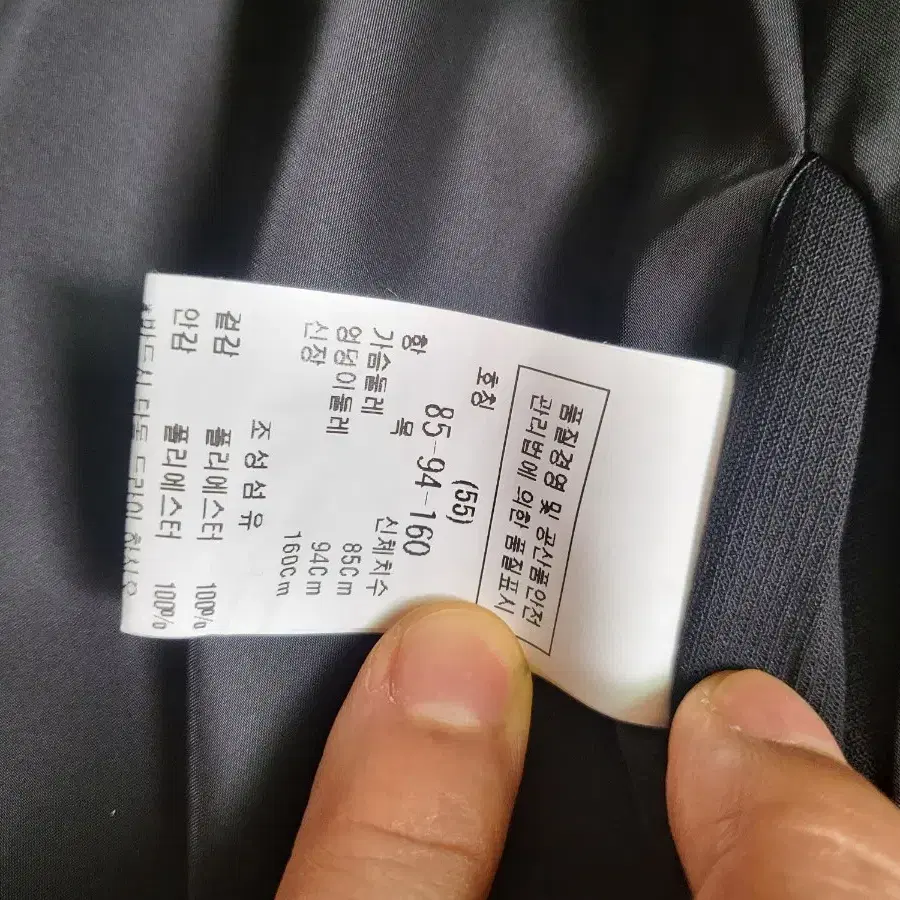 품질경영 및 공산품안전
관리법에 의한 품질표시
호칭
(55)
85-94-160
항 목 신체치수
가슴둘레 85Cm
엉덩이둘레 94Cm
신장 160Cm
조성섬유
겉감 폴리에스터 100%
안감 폴리에스터 100%